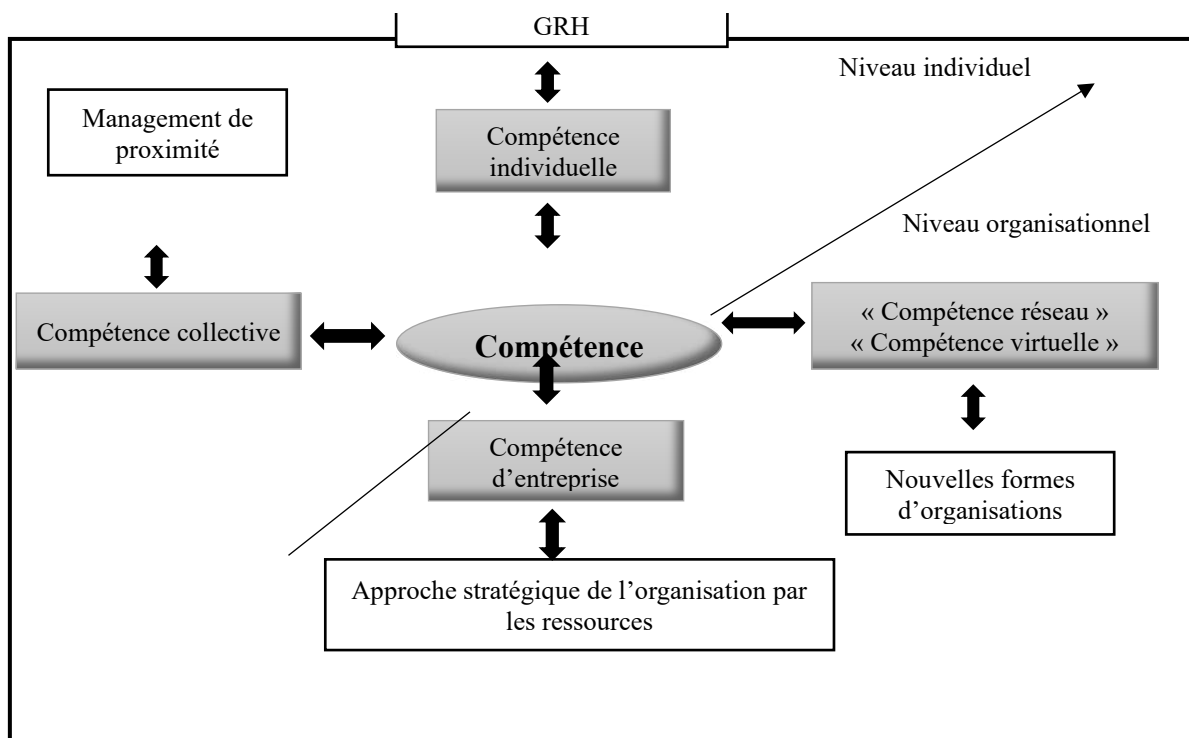 GRH
Niveau individuel
Management de
proximité
Compétence
individuelle
Niveau organisationnel
Compétence collective
Compétence
« Compétence réseau »
« Compétence virtuelle »
Compétence
d’entreprise
Nouvelles formes
d’organisations
Approche stratégique de l’organisation par
les ressources